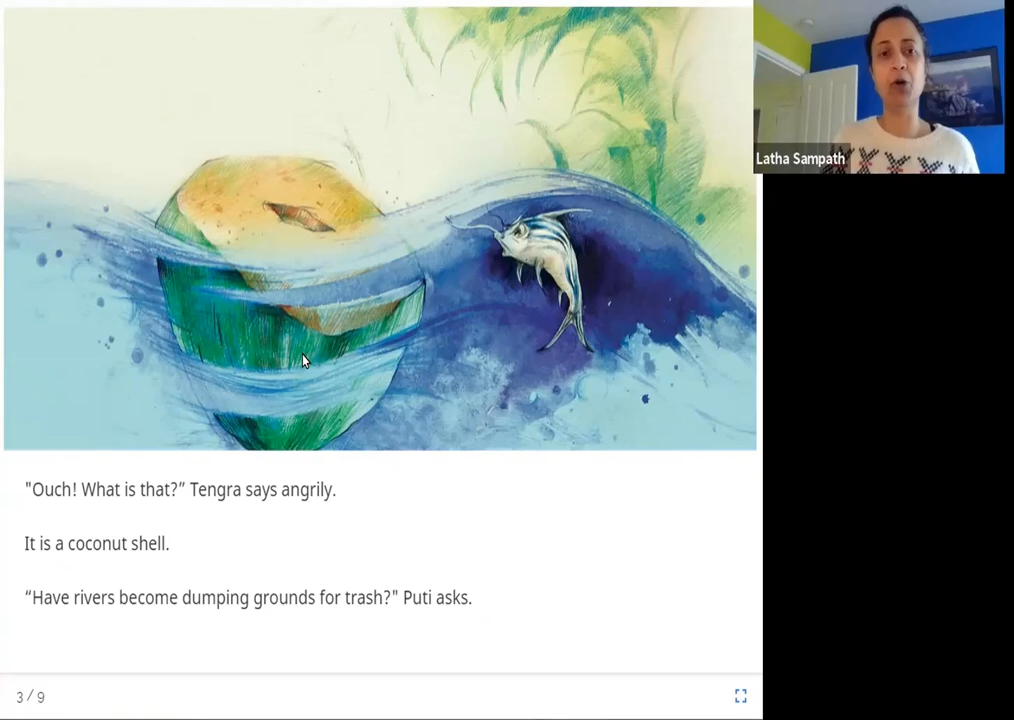 Latha Sampath
"Ouch! What is that?” Tengra says angrily.
It is a coconut shell.
“Have rivers become dumping grounds for trash?" Puti asks.
3 / 9